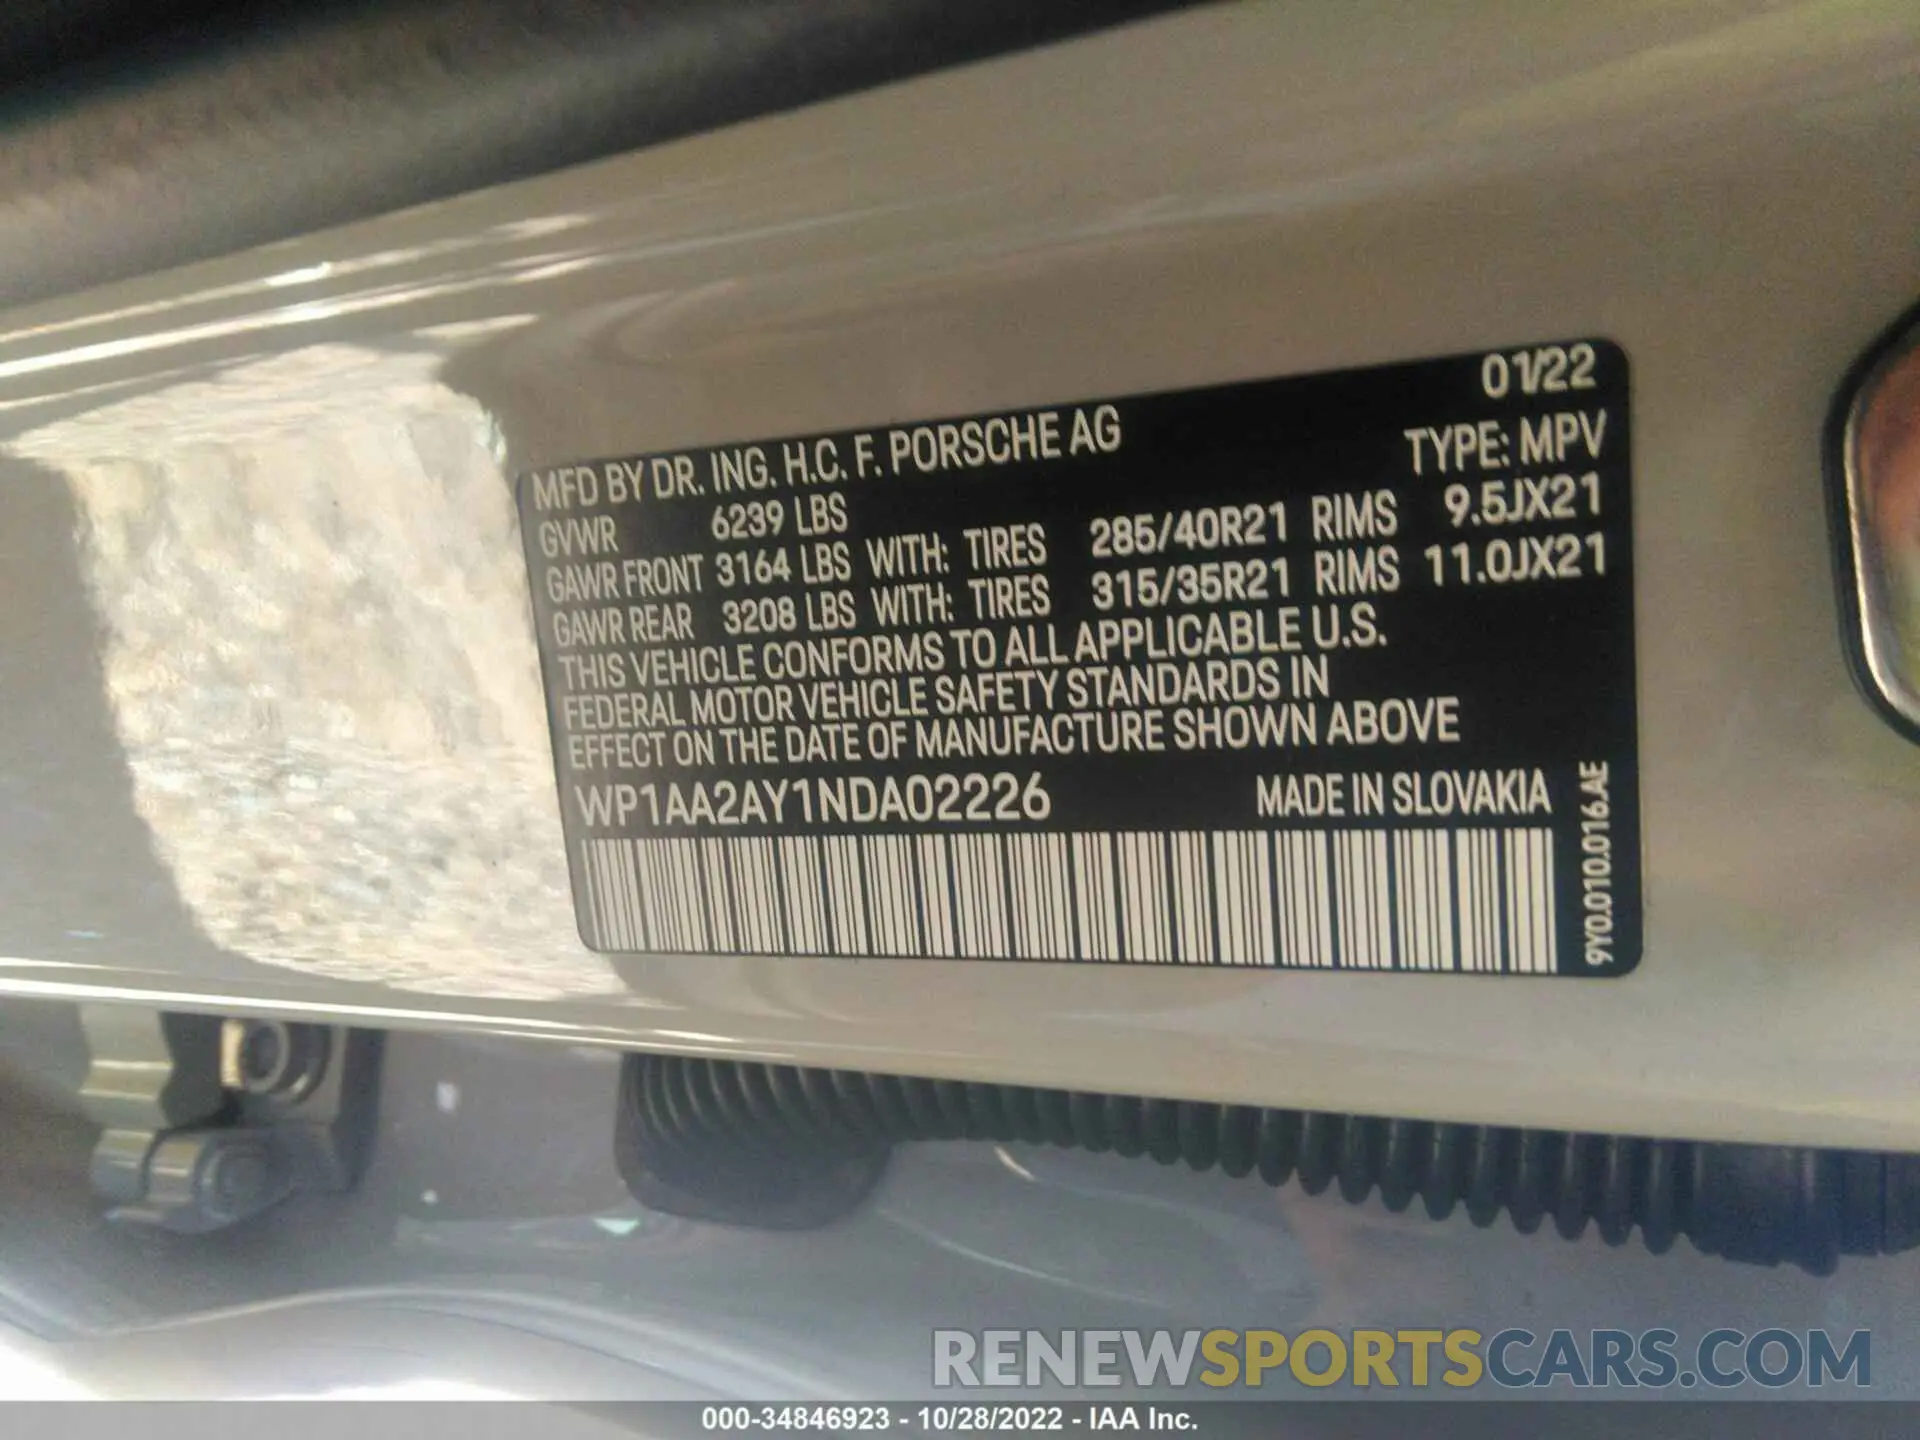 01/22
MFD BY DR. ING. H.C. F. PORSCHE AG
TYPE: MPV
GVWR 6239 LBS
GAWR FRONT 3164 LBS WITH: TIRES 285/40R21 RIMS 9.5JX21
GAWR REAR 3208 LBS WITH: TIRES 315/35R21 RIMS 11.0JX21
THIS VEHICLE CONFORMS TO ALL APPLICABLE U.S.
FEDERAL MOTOR VEHICLE SAFETY STANDARDS IN
EFFECT ON THE DATE OF MANUFACTURE SHOWN ABOVE
WP1AA2AY1NDA02226 MADE IN SLOVAKIA
9Y0.010.016.AE
RENEWSPORTSCARS.COM
000-34846923 - 10/28/2022 - IAA Inc.